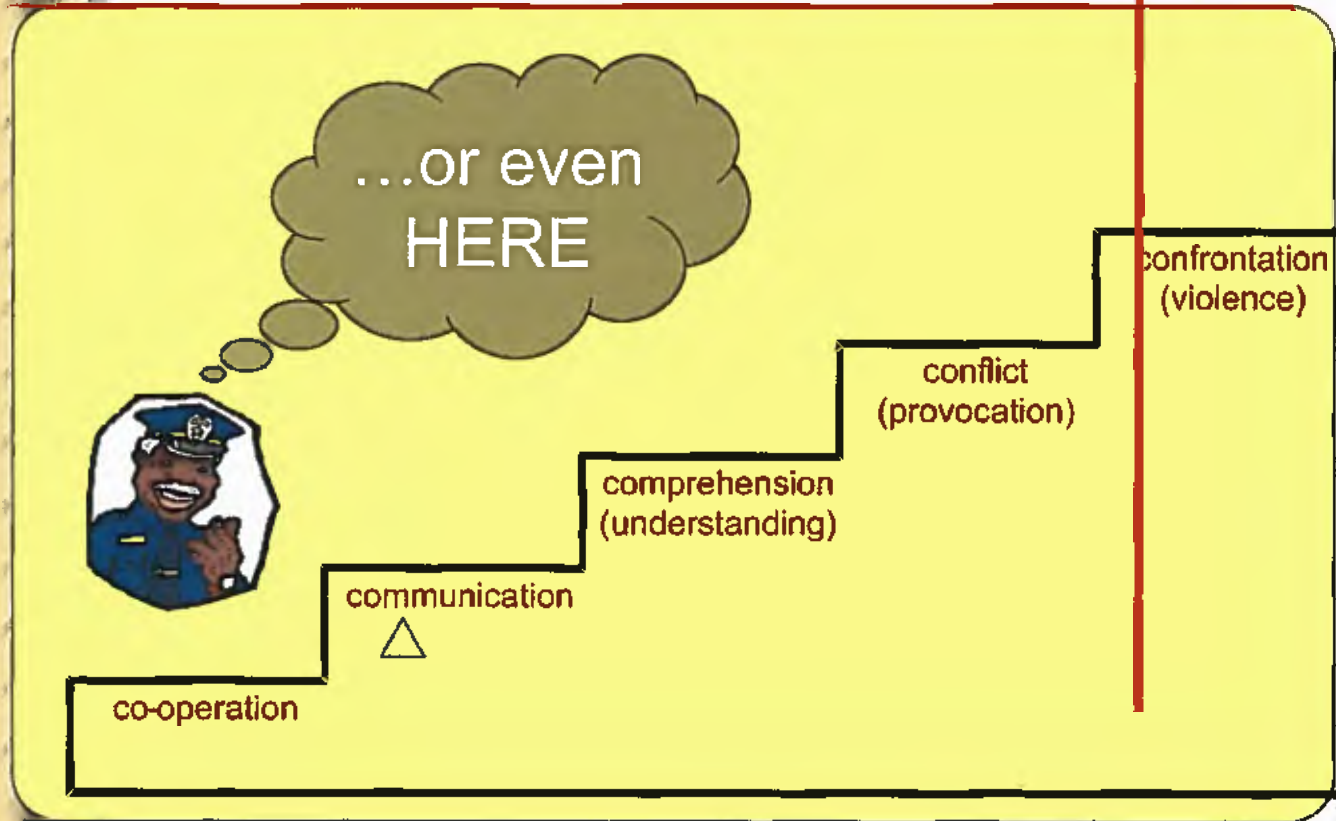 ...or even
HERE
confrontation
(violence)
conflict
(provocation)
comprehension
(understanding)
communication
co-operation